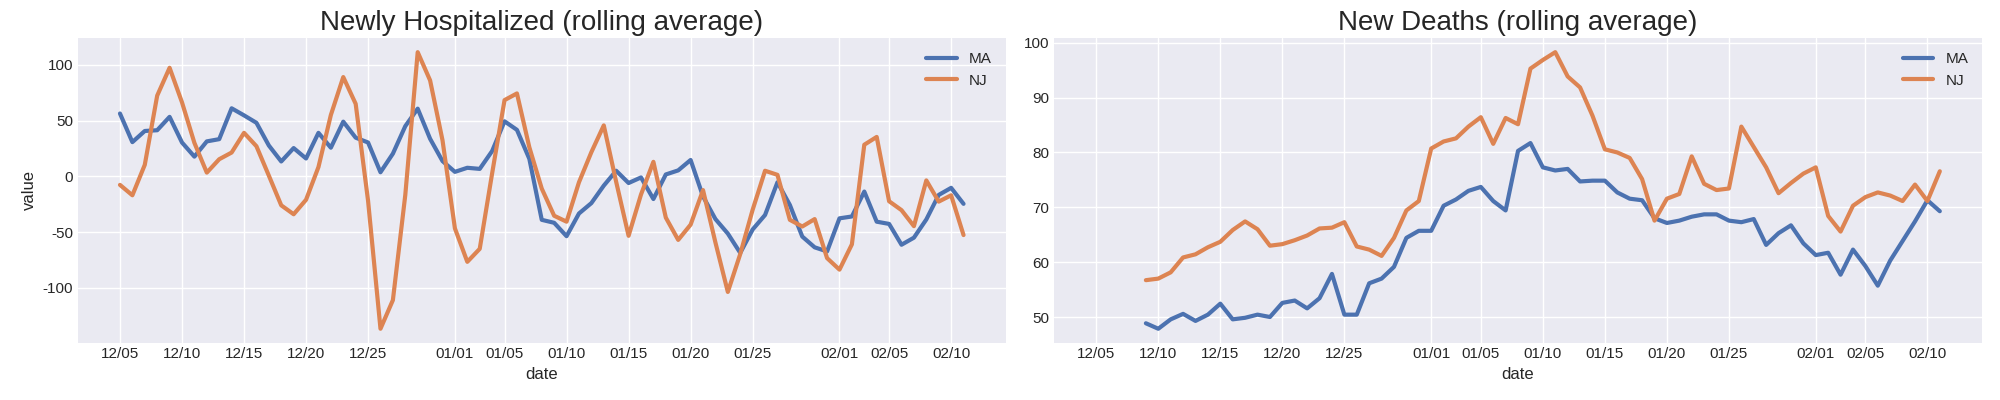 Newly Hospitalized (rolling average)
MA
NJ
100
50
0
-50
-100
value
12/05 12/10 12/15 12/20 12/25 01/01 01/05 01/10 01/15 01/20 01/25 02/01 02/05 02/10
date
New Deaths (rolling average)
MA
NJ
100
90
80
70
60
50
12/05 12/10 12/15 12/20 12/25 01/01 01/05 01/10 01/15 01/20 01/25 02/01 02/05 02/10
date